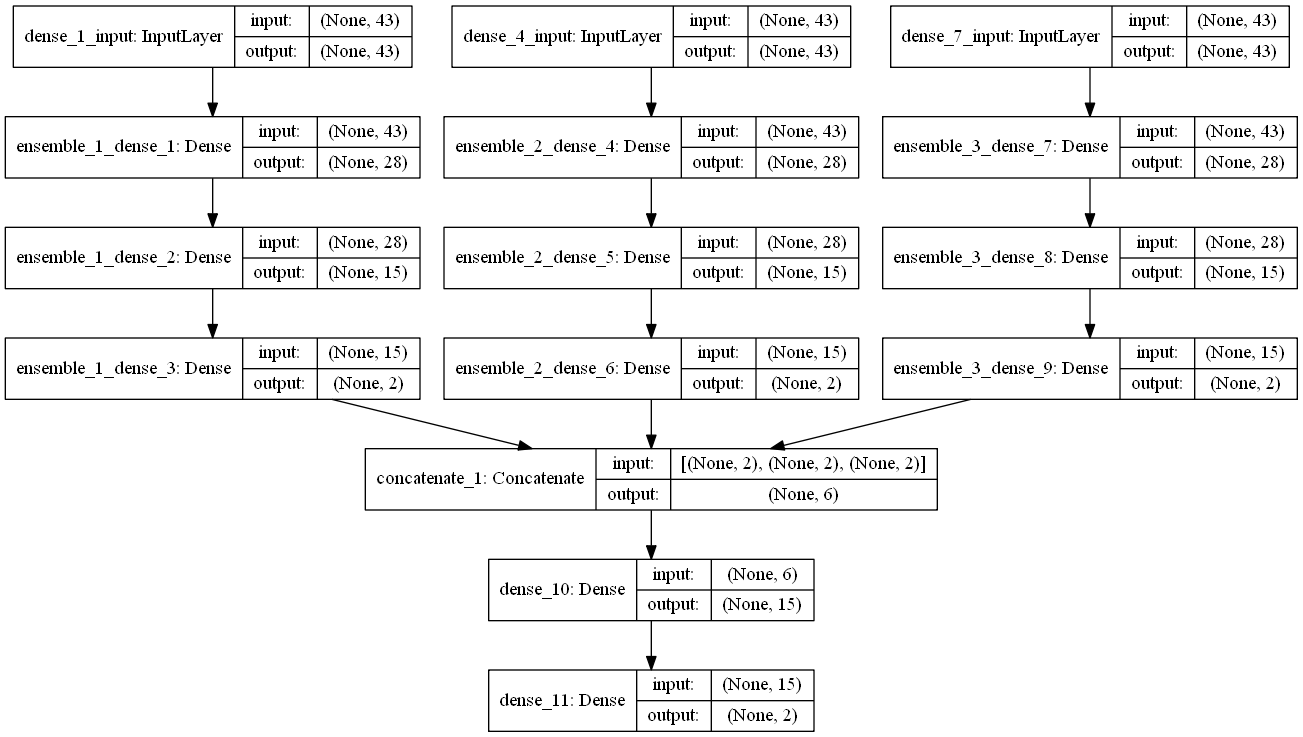 dense_1_input: InputLayer
input: (None, 43)
output: (None, 43)
dense_4_input: InputLayer
input: (None, 43)
output: (None, 43)
dense_7_input: InputLayer
input: (None, 43)
output: (None, 43)
ensemble_1_dense_1: Dense
input: (None, 43)
output: (None, 28)
ensemble_2_dense_4: Dense
input: (None, 43)
output: (None, 28)
ensemble_3_dense_7: Dense
input: (None, 43)
output: (None, 28)
ensemble_1_dense_2: Dense
input: (None, 28)
output: (None, 15)
ensemble_2_dense_5: Dense
input: (None, 28)
output: (None, 15)
ensemble_3_dense_8: Dense
input: (None, 28)
output: (None, 15)
ensemble_1_dense_3: Dense
input: (None, 15)
output: (None, 2)
ensemble_2_dense_6: Dense
input: (None, 15)
output: (None, 2)
ensemble_3_dense_9: Dense
input: (None, 15)
output: (None, 2)
concatenate_1: Concatenate
input: [(None, 2), (None, 2), (None, 2)]
output: (None, 6)
dense_10: Dense
input: (None, 6)
output: (None, 15)
dense_11: Dense
input: (None, 15)
output: (None, 2)